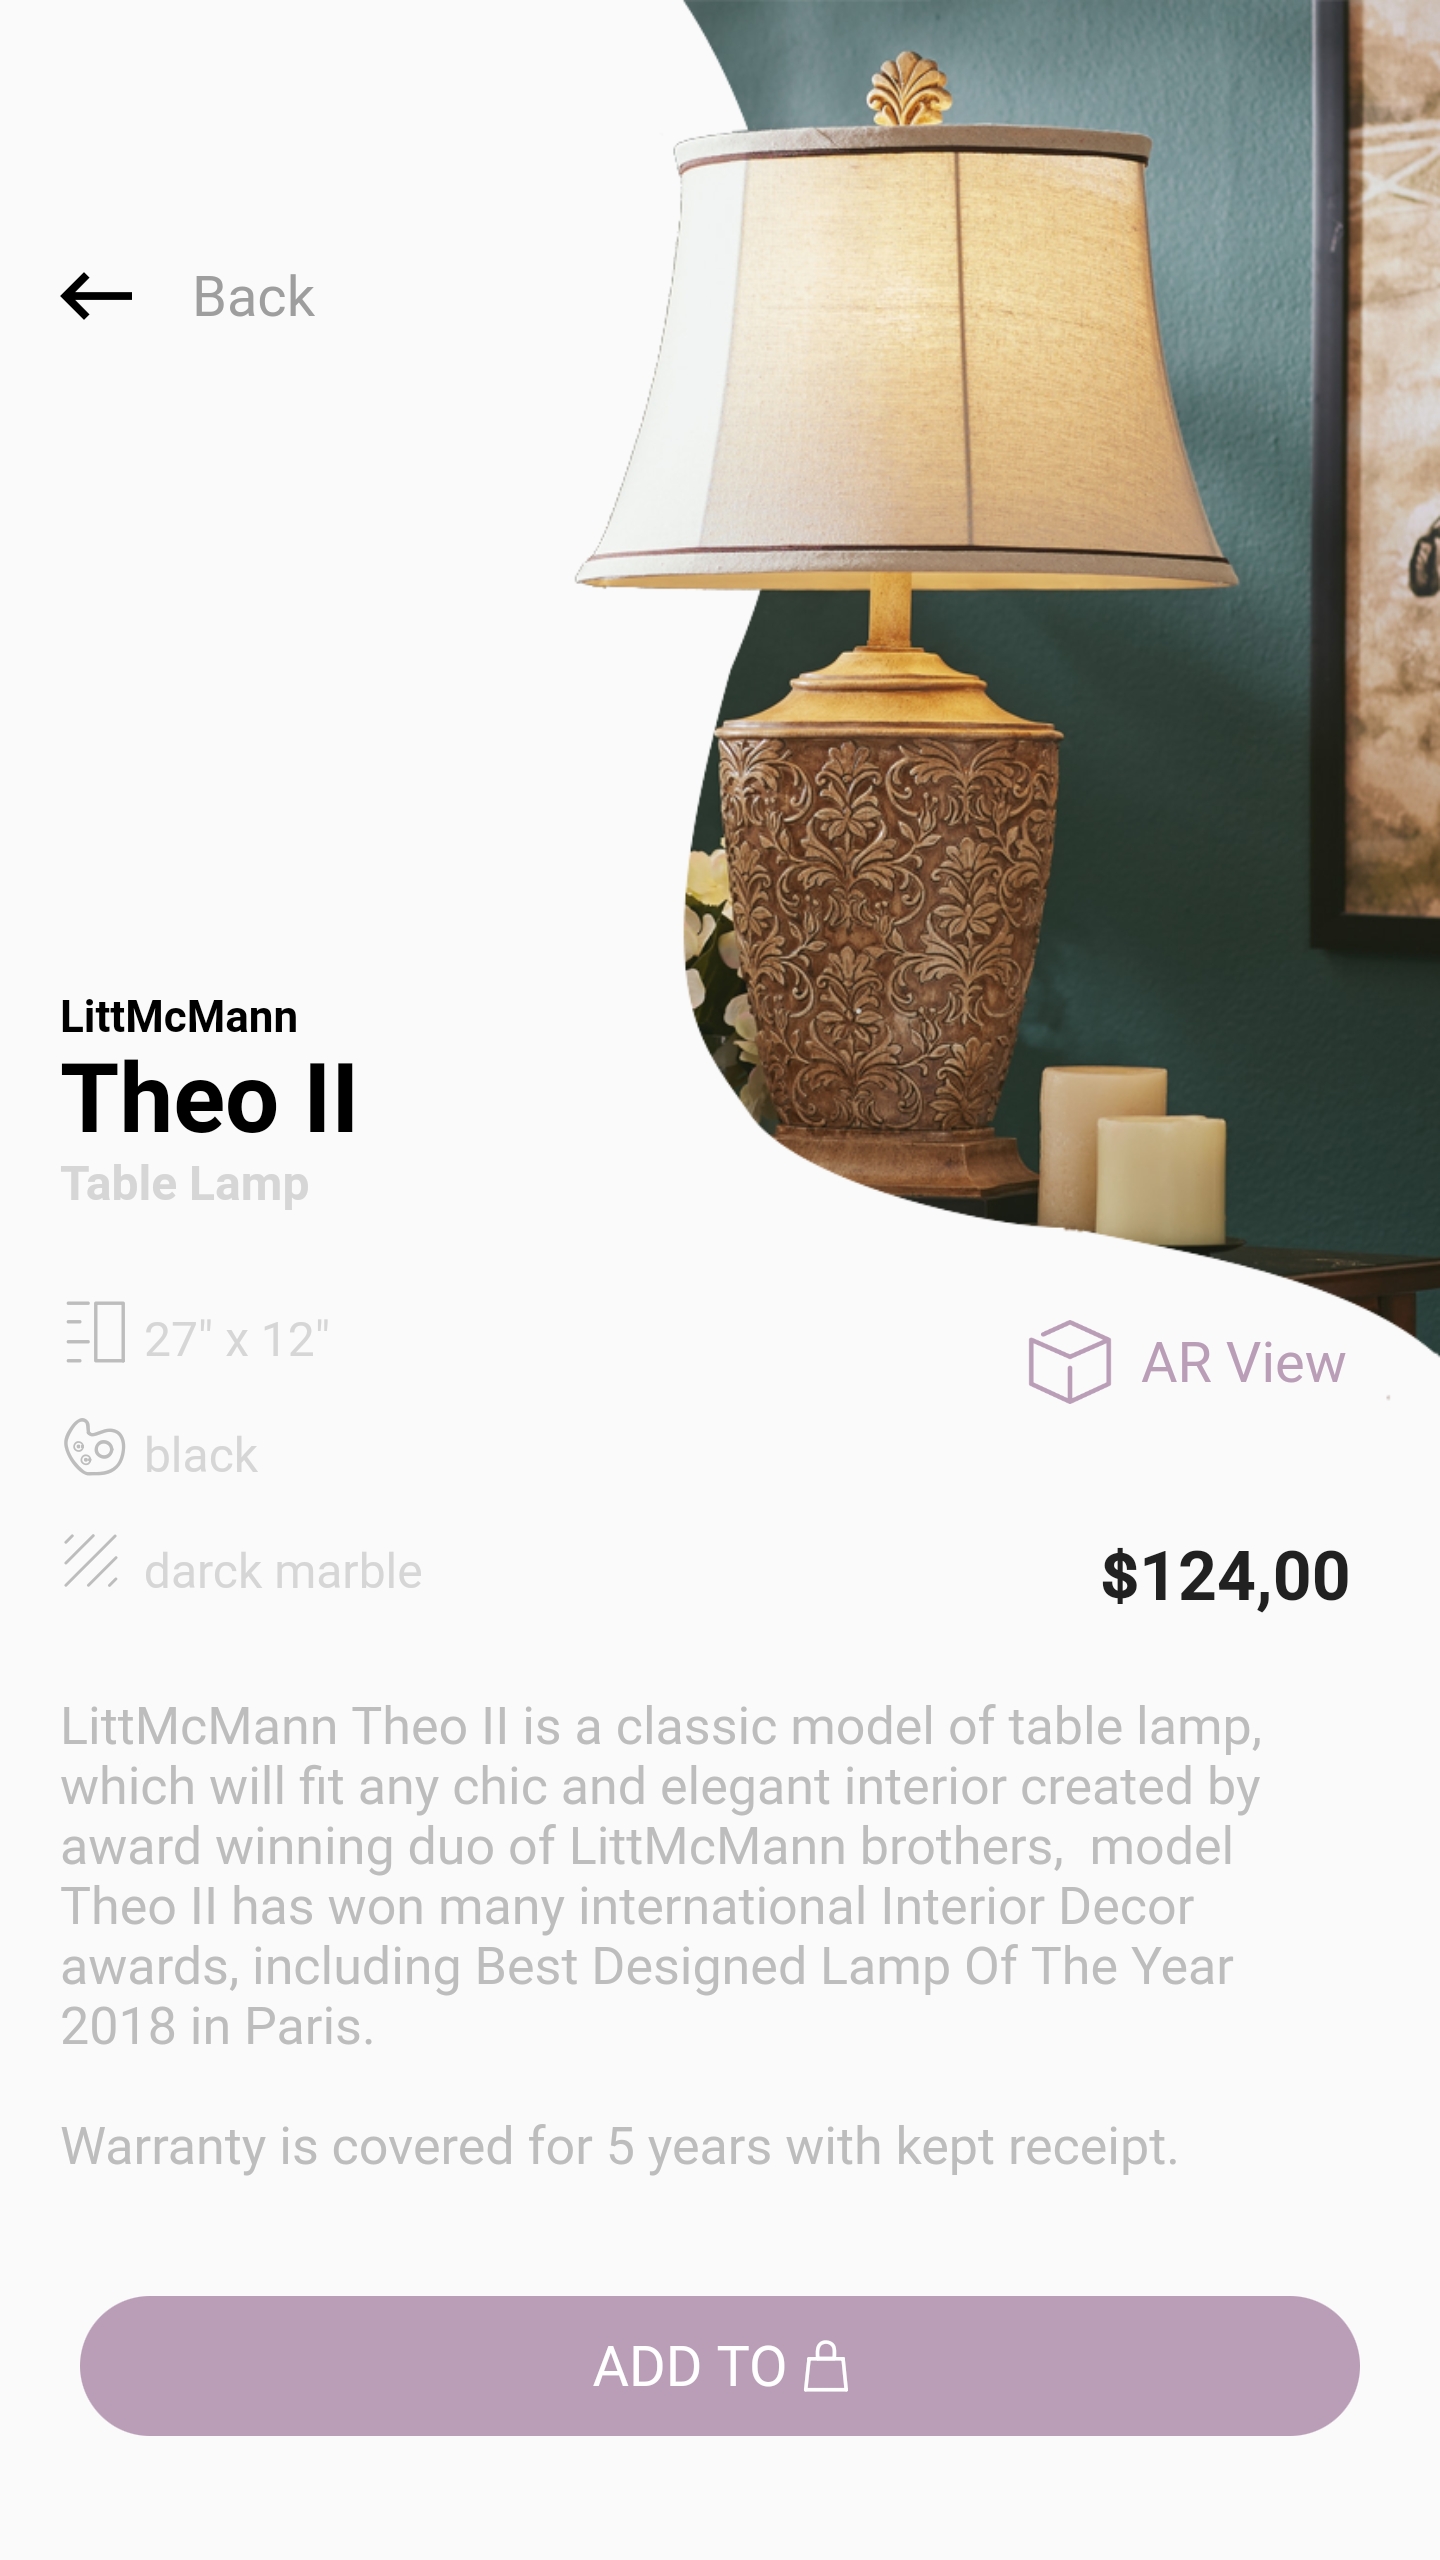 Back
LittMcMann
Theo II
Table Lamp
27" x 12"
AR View
black
darck marble
$124,00
LittMcMann Theo II is a classic model of table lamp,
which will fit any chic and elegant interior created by
award winning duo of LittMcMann brothers,  model
Theo II has won many international Interior Decor
awards, including Best Designed Lamp Of The Year
2018 in Paris.
Warranty is covered for 5 years with kept receipt.
ADD TO